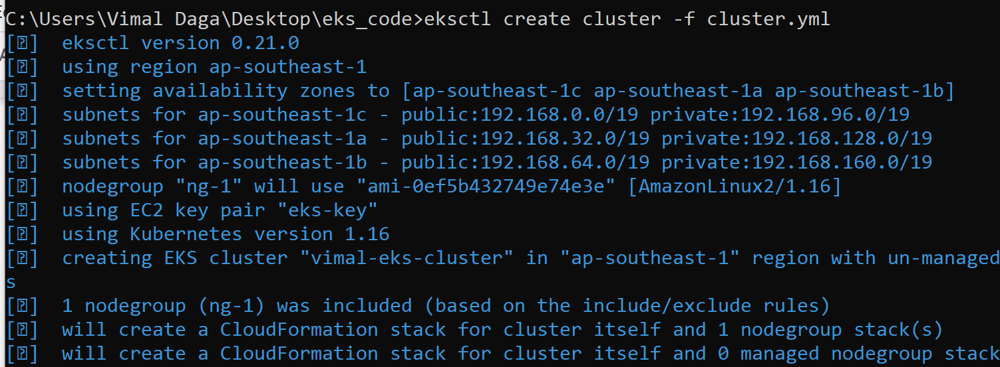 C:\Users\Vimal Daga\Desktop\eks_code>eksctl create cluster -f cluster.yml
[?] eksctl version 0.21.0
[?] using region ap-southeast-1
[?] setting availability zones to [ap-southeast-1c ap-southeast-1a ap-southeast-1b]
[?] subnets for ap-southeast-1c - public:192.168.0.0/19 private:192.168.96.0/19
[?] subnets for ap-southeast-1a - public:192.168.32.0/19 private:192.168.128.0/19
[?] subnets for ap-southeast-1b - public:192.168.64.0/19 private:192.168.160.0/19
[?] nodegroup "ng-1" will use "ami-0ef5b432749e74e3e" [AmazonLinux2/1.16]
[?] using EC2 key pair "eks-key"
[?] using Kubernetes version 1.16
[?] creating EKS cluster "vimal-eks-cluster" in "ap-southeast-1" region with un-managed
s
[?] 1 nodegroup (ng-1) was included (based on the include/exclude rules)
[?] will create a CloudFormation stack for cluster itself and 1 nodegroup stack(s)
[?] will create a CloudFormation stack for cluster itself and 0 managed nodegroup stack